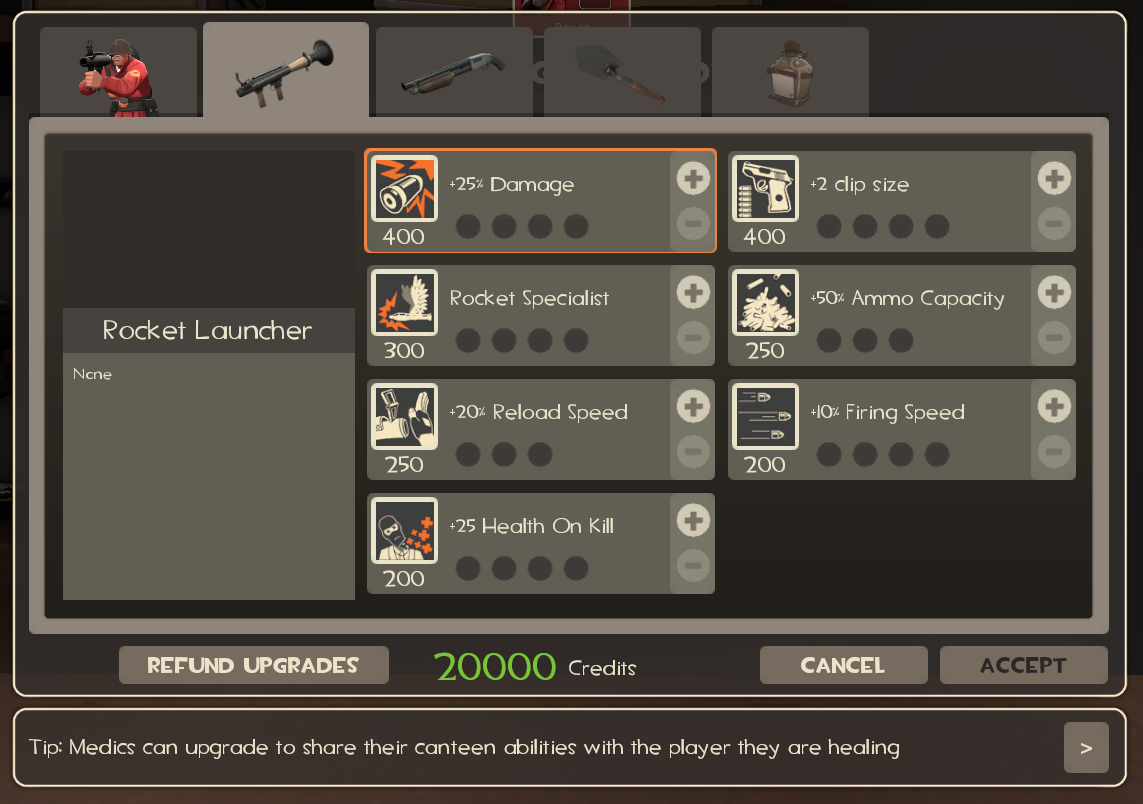 +25% Damage
400
+2 clip size
400
Rocket Specialist
300
+50% Ammo Capacity
250
Rocket Launcher
None
+20% Reload Speed
250
+10% Firing Speed
200
+25 Health On Kill
200
REFUND UPGRADES
20000 Credits
CANCEL
ACCEPT
Tip: Medics can upgrade to share their canteen abilities with the player they are healing
>